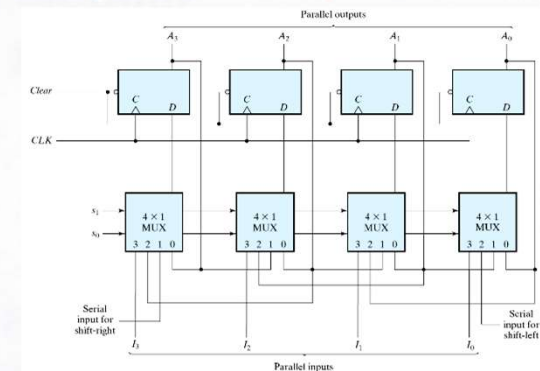 Parallel outputs
A3 A2 A1 A0
Clear
C D C D C D C D
CLK
s1
s0
4 × 1 MUX 4 × 1 MUX 4 × 1 MUX 4 × 1 MUX
3 2 1 0 3 2 1 0 3 2 1 0 3 2 1 0
Serial input for shift-right
Serial input for shift-left
I3 I2 I1 I0
Parallel inputs